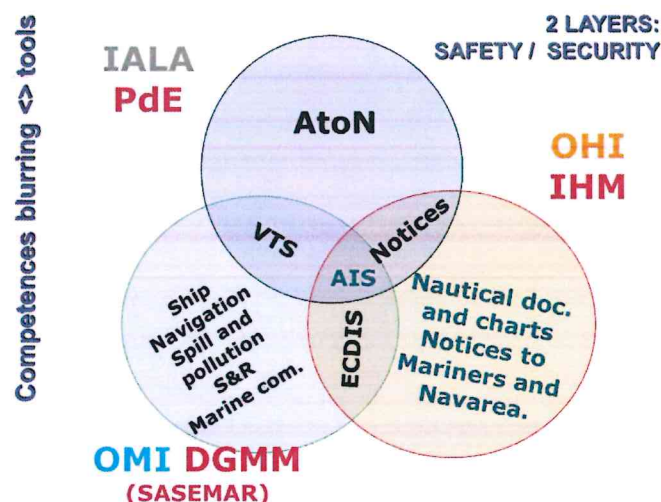 Competences blurring <> tools
2 LAYERS:
SAFETY / SECURITY
IALA
PdE
AtoN
OHI
IHM
VTS
Notices
AIS
ECDIS
Ship
Navigation
Spill and
pollution
S&R
Marine com.
Nautical doc.
and charts
Notices to
Mariners and
Navarea.
OMI DGMM
(SASEMAR)